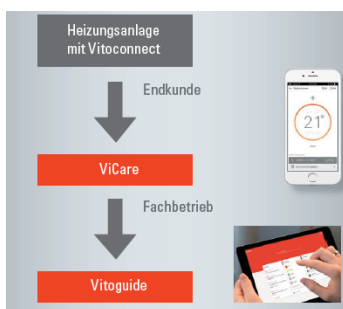 Heizungsanlage
mit Vitoconnect
Endkunde
21°
ViCare
Fachbetrieb
Vitoguide